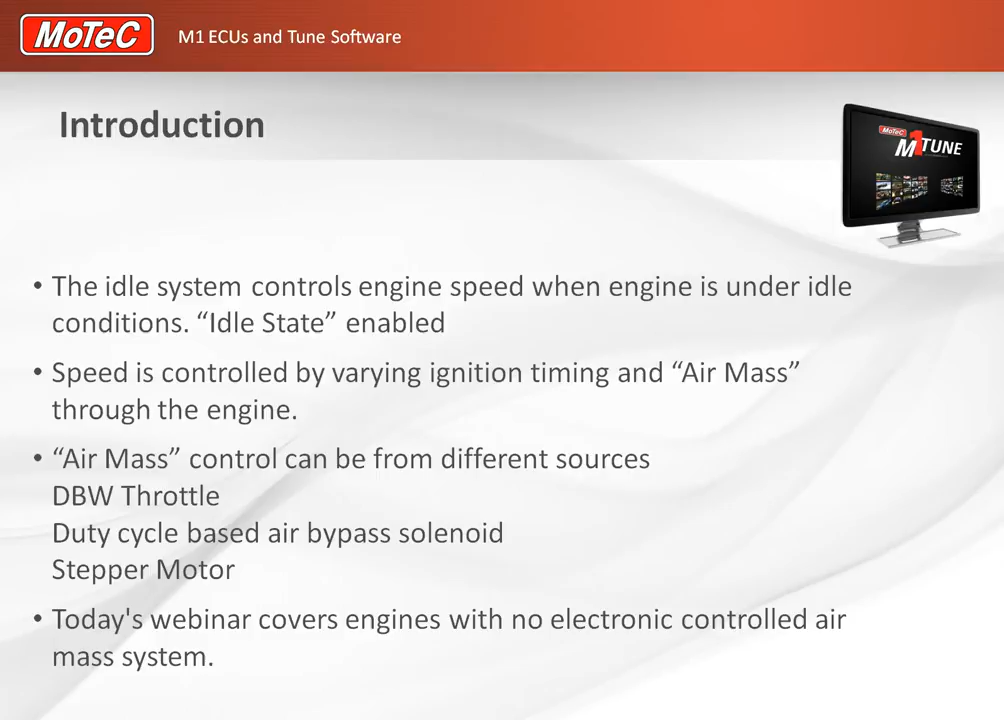 MoTeC
M1 ECUs and Tune Software
Introduction
MoTeC
M1 TUNE
• The idle system controls engine speed when engine is under idle
conditions. “Idle State” enabled
• Speed is controlled by varying ignition timing and “Air Mass”
through the engine.
• “Air Mass” control can be from different sources
DBW Throttle
Duty cycle based air bypass solenoid
Stepper Motor
• Today's webinar covers engines with no electronic controlled air
mass system.